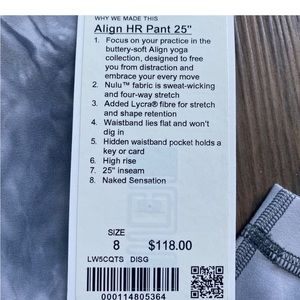 WHY WE MADE THIS
Align HR Pant 25"
1. Focus on your practice in the
buttery-soft Align yoga
collection, designed to free
you from distraction and
embrace your every move
2. Nulu™ fabric is sweat-wicking
and four-way stretch
3. Added Lycra® fibre for stretch
and shape retention
4. Waistband lies flat and won't
dig in
5. Hidden waistband pocket holds a
key or card
6. High rise
7. 25" inseam
8. Naked Sensation
SIZE
8 $118.00
LW5CQTS DISG
000114805364